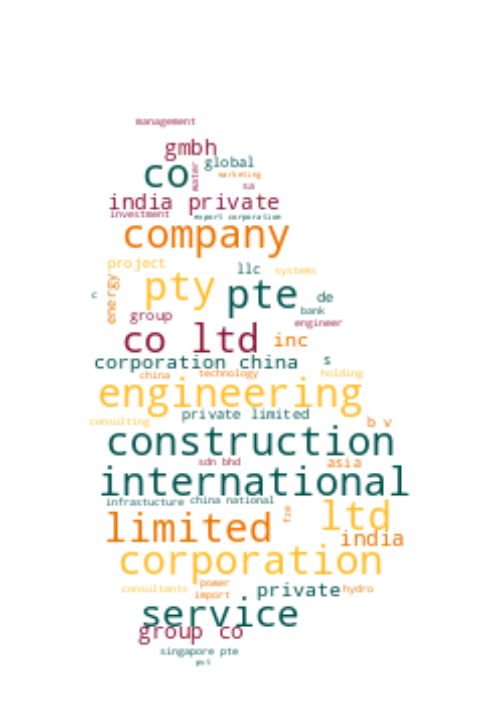 management
gmbh
co
global
water
marketing
sa
india private
investment
export corporation
company
project
llc
systems
energy
pty
pte
de
c
bank
group
engineer
co ltd
inc
corporation china
s
china
technology
holding
engineering
private limited
consulting
b v
construction
sdn bhd
asia
international
infrastucture
china national
limited
fze
ltd
india
corporation
consultants
power
import
private
hydro
service
group co
singapore pte
pvt